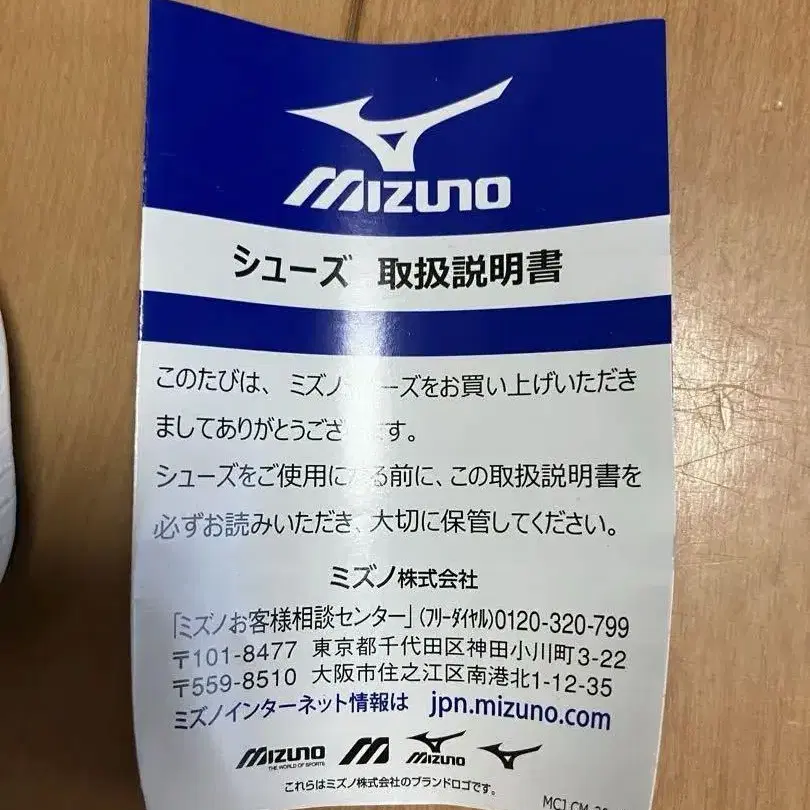 MIZUNO
シューズ 取扱説明書
このたびは、ミズノ ーズをお買い上げいただき
ましてありがとうござ す。
シューズをご使用に る前に、この取扱説明書を
必ずお読みいただき、大切に保管してください。
ミズノ株式会社
「ミズノお客様相談センター」(フリーダイヤル)0120-320-799
〒101-8477 東京都千代田区神田小川町3-22
〒559-8510 大阪市住之江区南港北1-12-35
ミズノインターネット情報は jpn.mizuno.com
MIZUNO MIZUNO
THE WORLD OF SPORTS
これらはミズノ株式会社のブランドロゴです。
MCJ CM